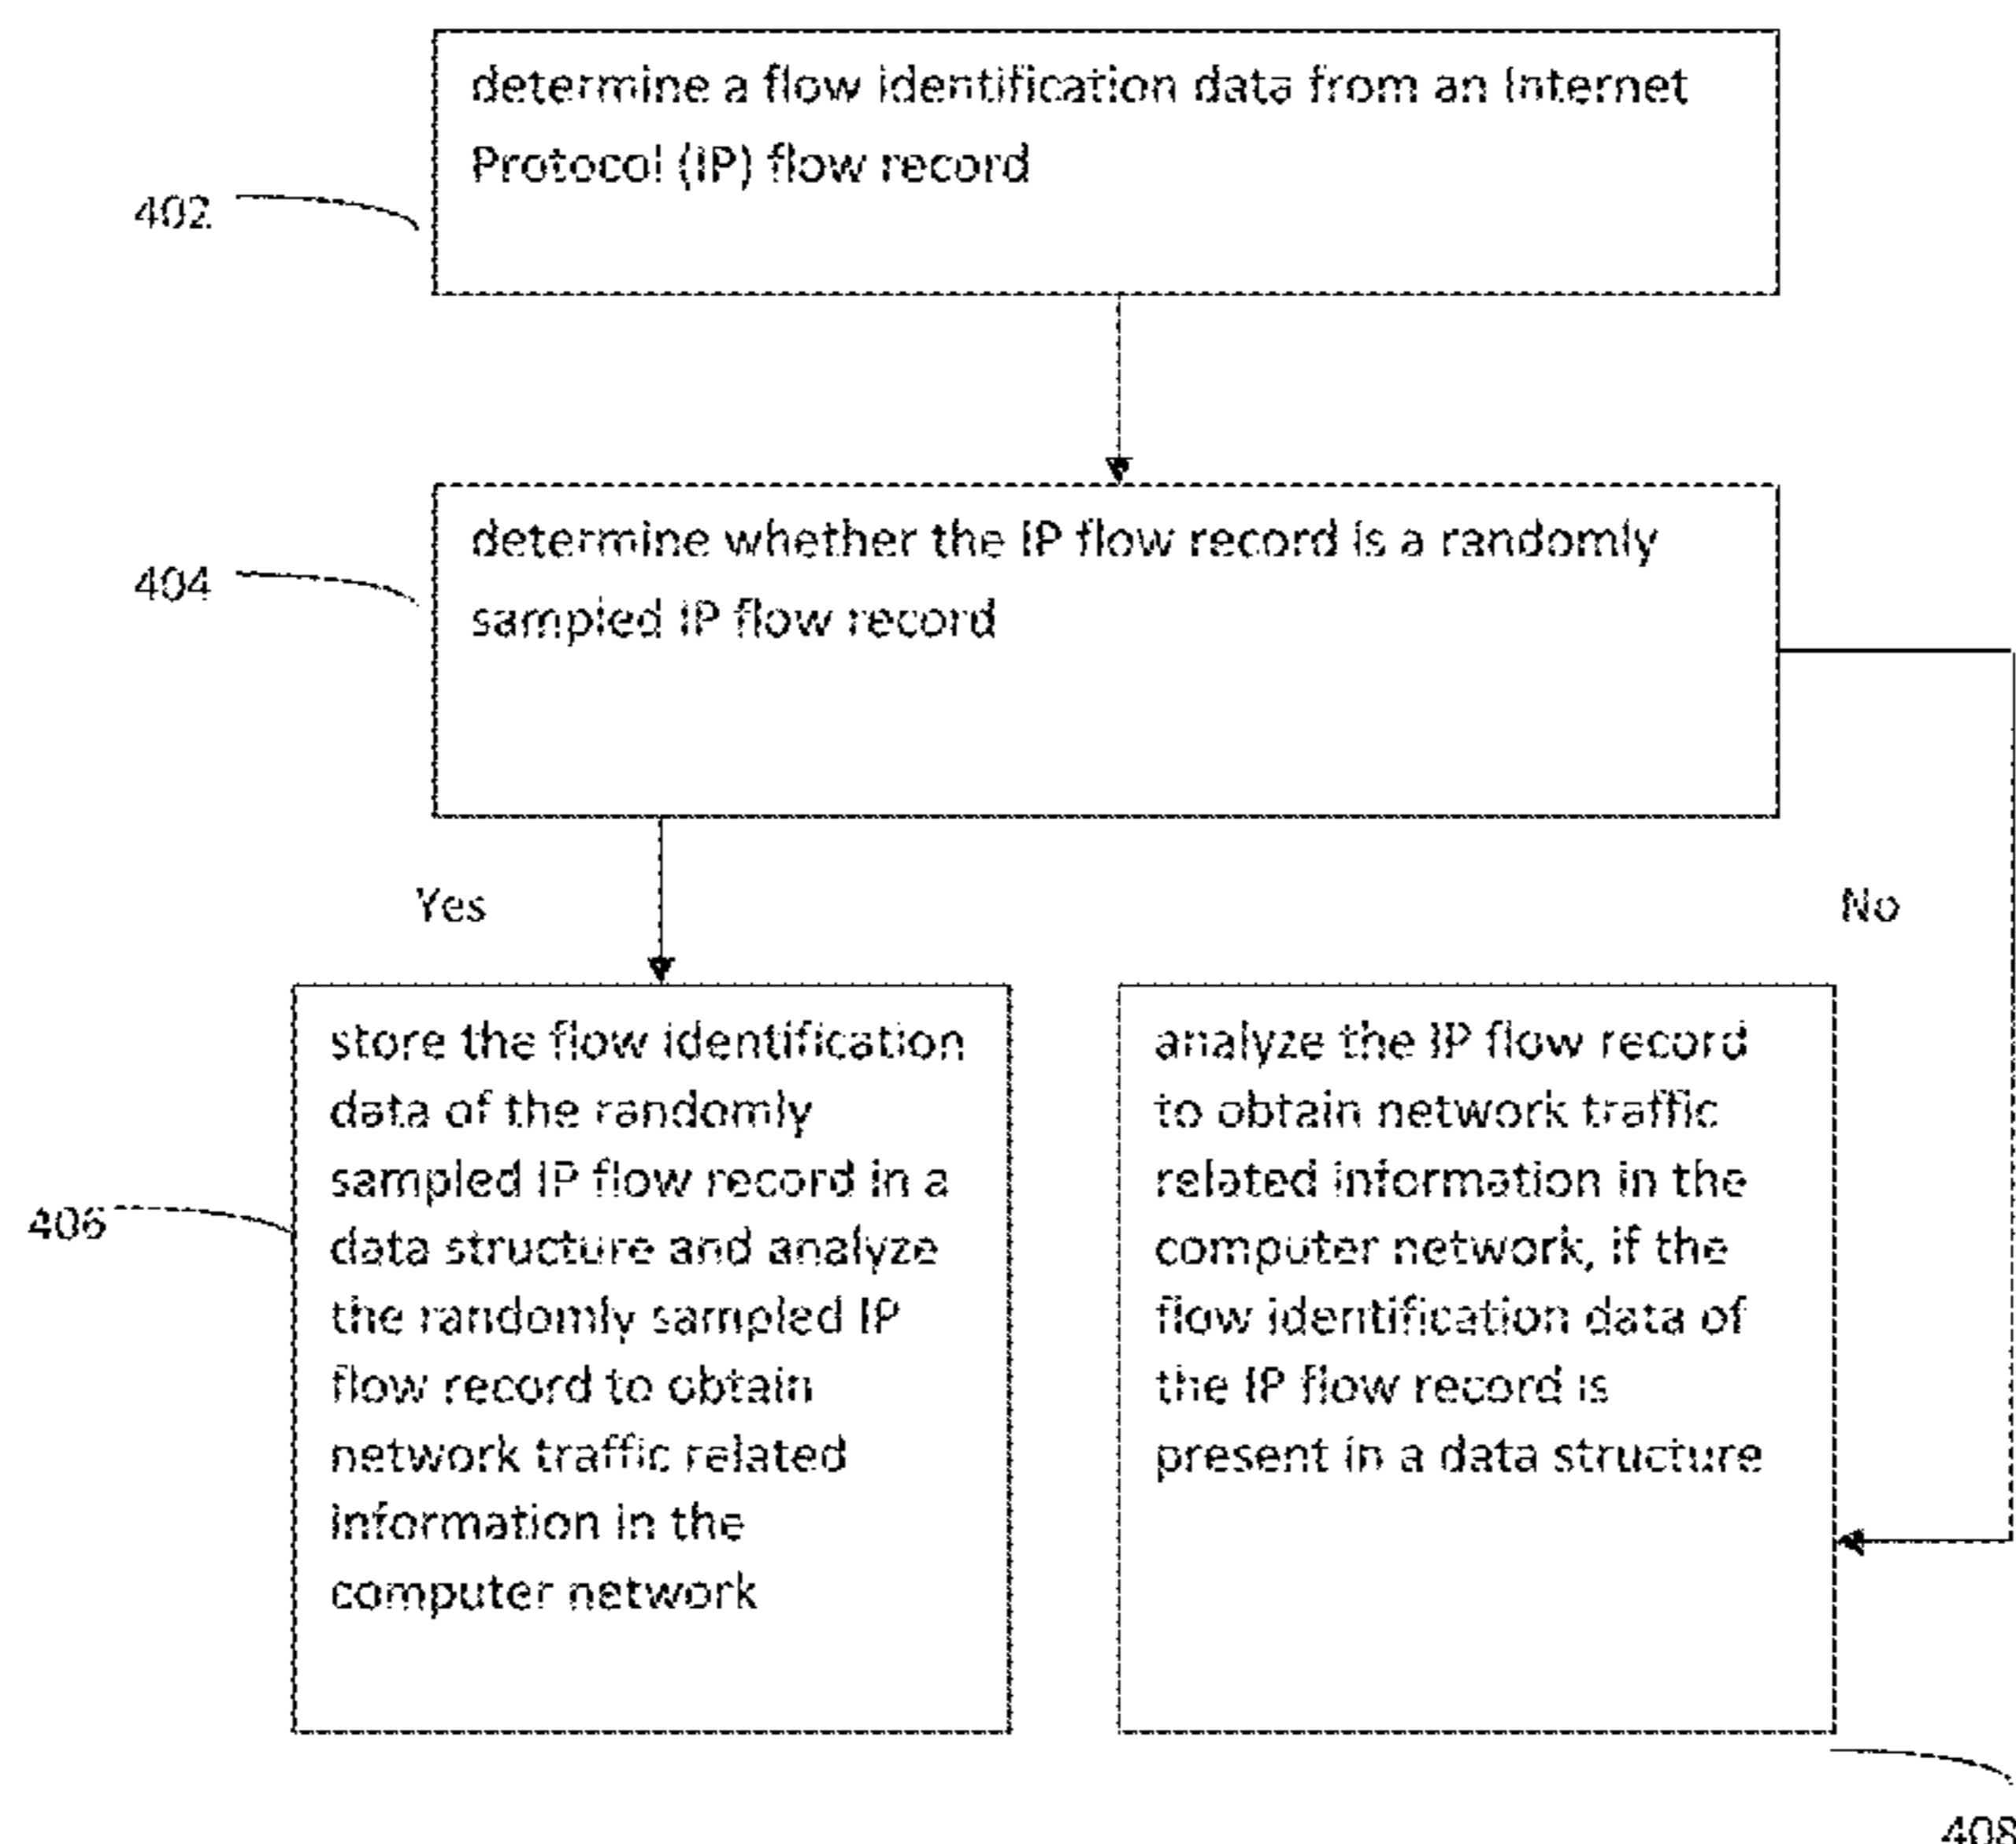 determine a flow identification data from an Internet
Protocol (IP) flow record
402
determine whether the IP flow record is a randomly
sampled IP flow record
404
Yes
No
store the flow identification
data of the randomly
sampled IP flow record in a
data structure and analyze
the randomly sampled IP
flow record to obtain
network traffic related
information in the
computer network
406
analyze the IP flow record
to obtain network traffic
related information in the
computer network, if the
flow identification data of
the IP flow record is
present in a data structure
408